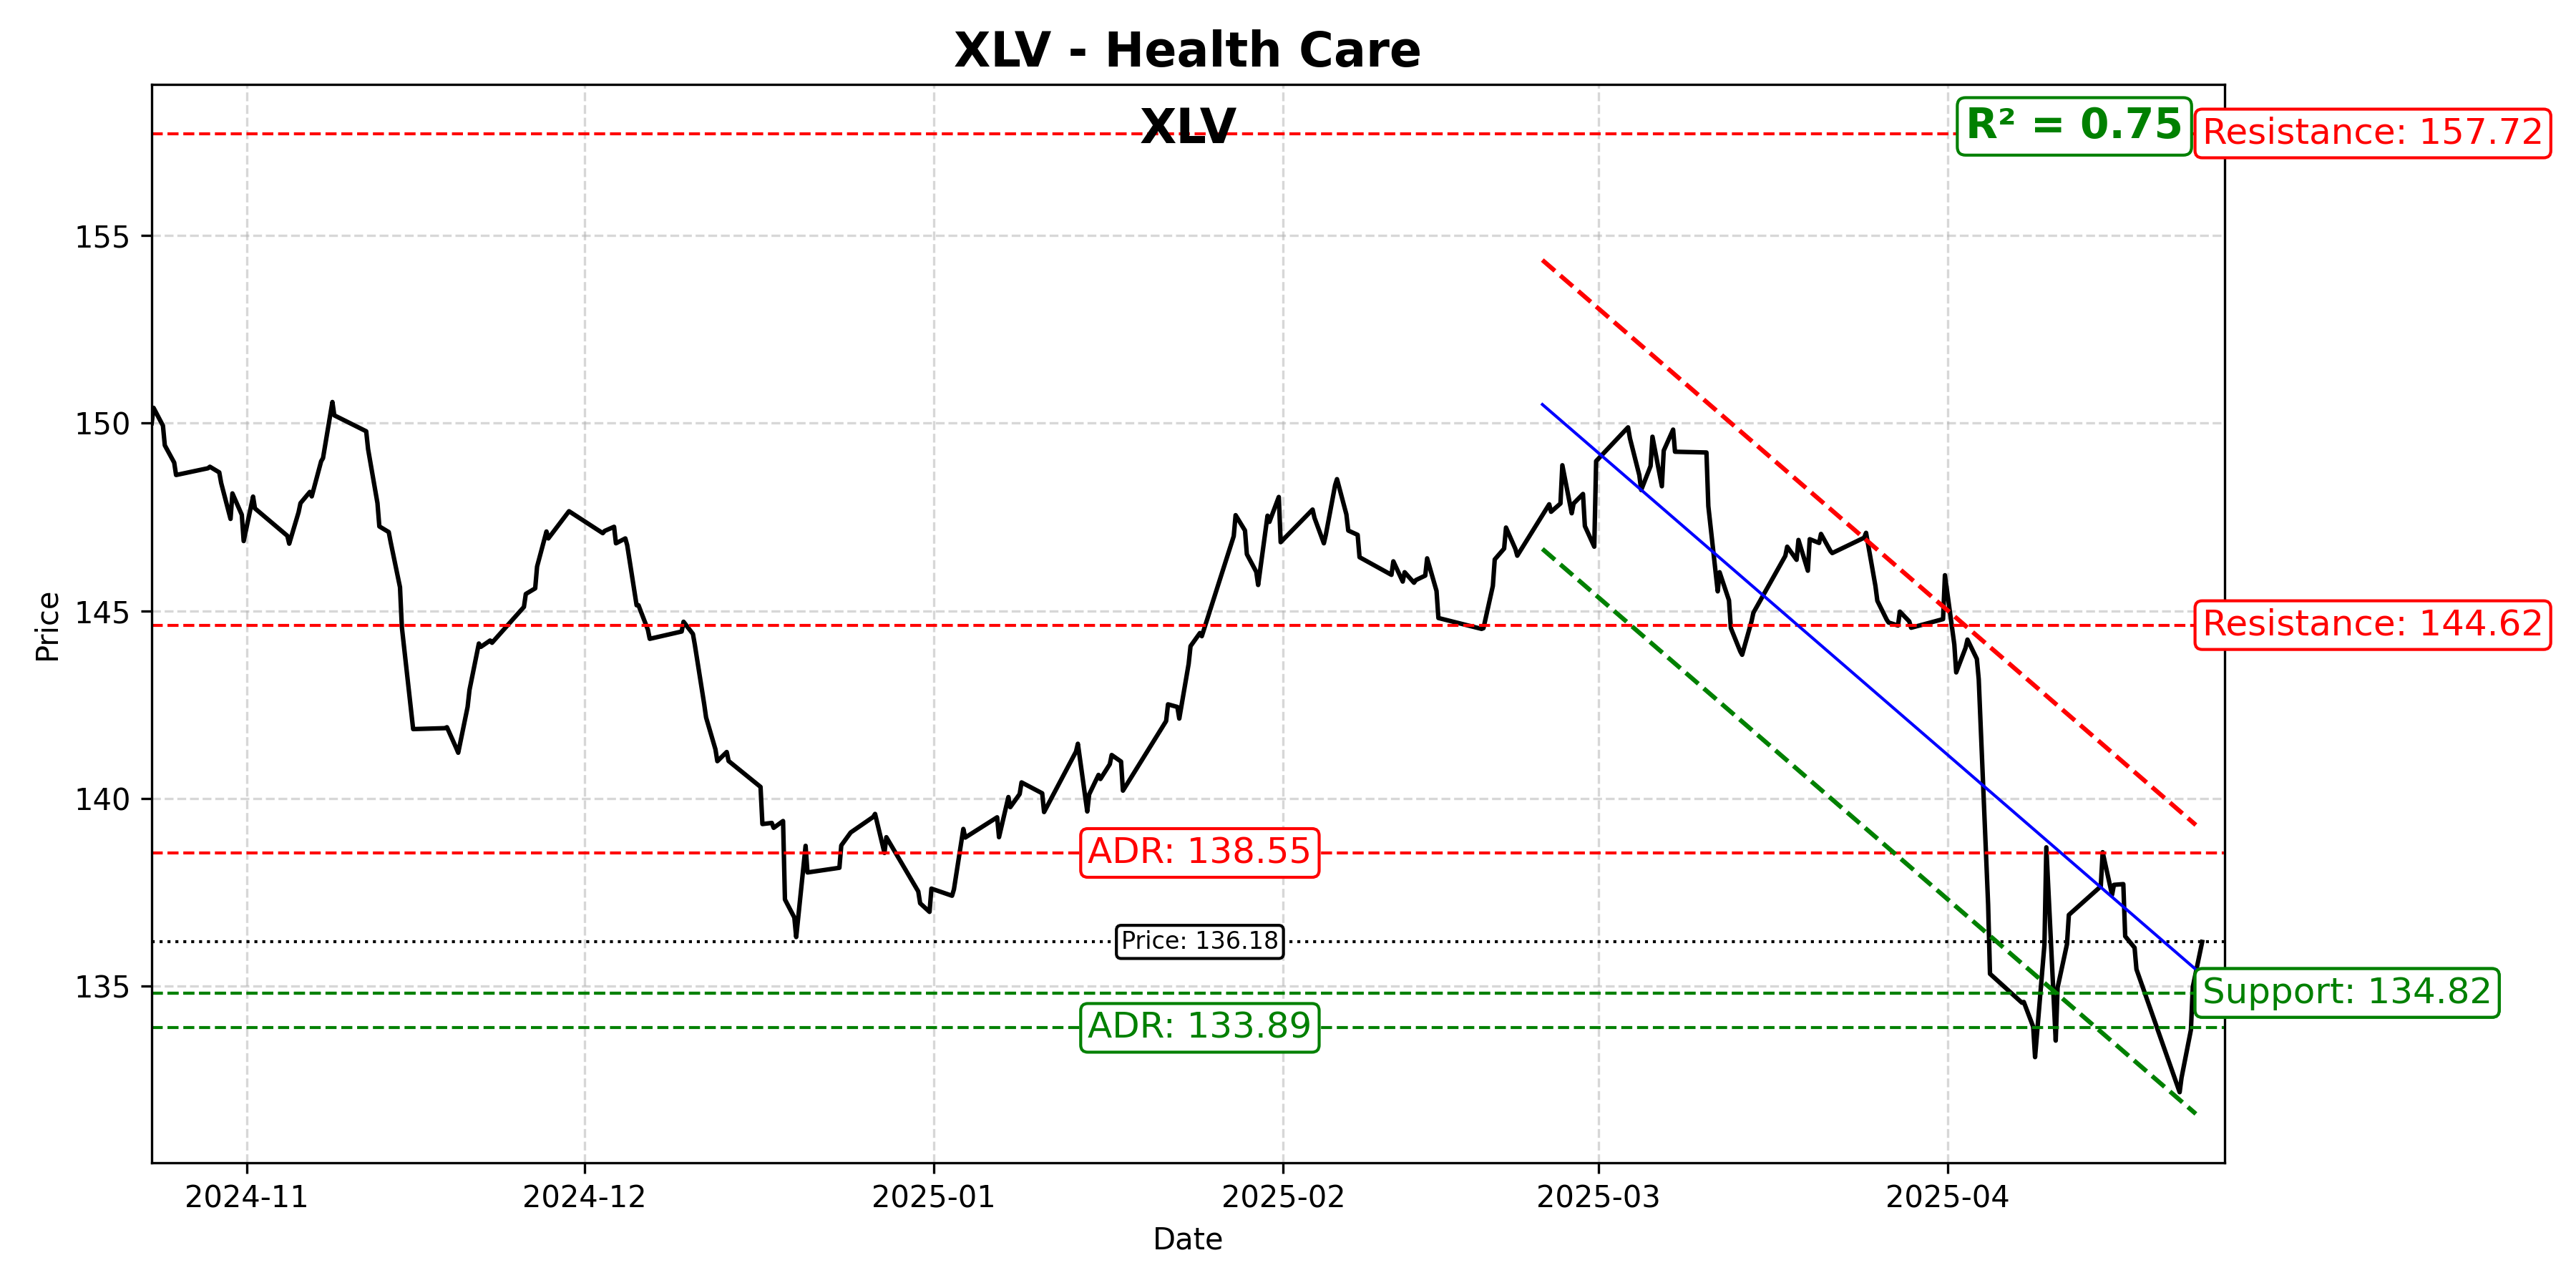 XLV - Health Care
XLV
R² = 0.75
Resistance: 157.72
155
150
145
140
135
Price
Resistance: 144.62
ADR: 138.55
Price: 136.18
Support: 134.82
ADR: 133.89
2024-11
2024-12
2025-01
2025-02
2025-03
2025-04
Date